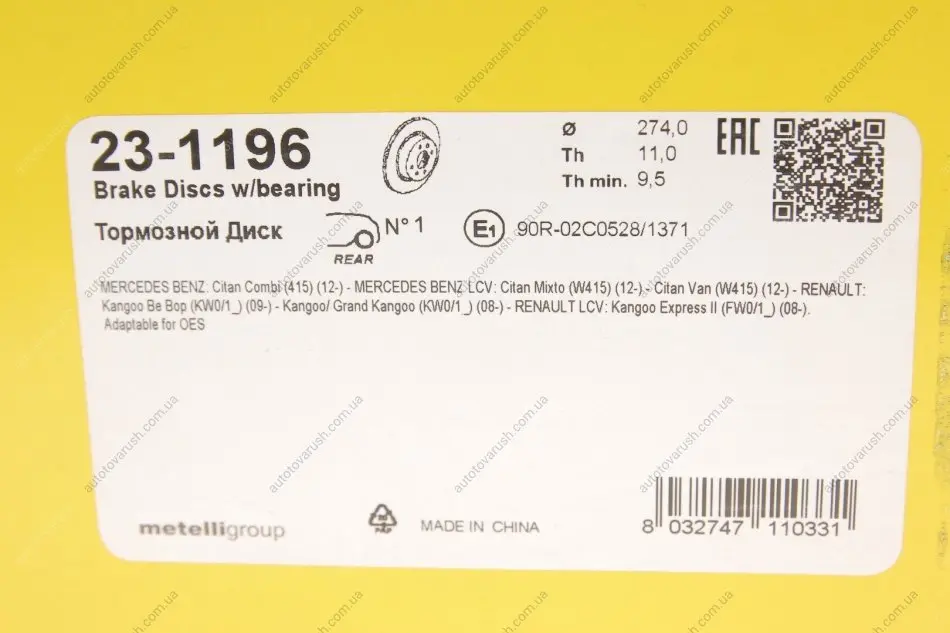 23-1196
Brake Discs w/bearing
Тормозной Диск
REAR
N° 1
Ø 274,0
Th 11,0
Th min. 9,5
EAC
E1 90R-02C0528/1371
MERCEDES BENZ: Citan Combi (415) (12-) - MERCEDES BENZ LCV: Citan Mixto (W415) (12-) - Citan Van (W415) (12-) - RENAULT:
Kangoo Be Bop (KW0/1_) (09-) - Kangoo/ Grand Kangoo (KW0/1_) (08-) - RENAULT LCV: Kangoo Express II (FW0/1_) (08-).
Adaptable for OES
metelligroup
MADE IN CHINA
8 032747 110331
autotovarush.com.ua